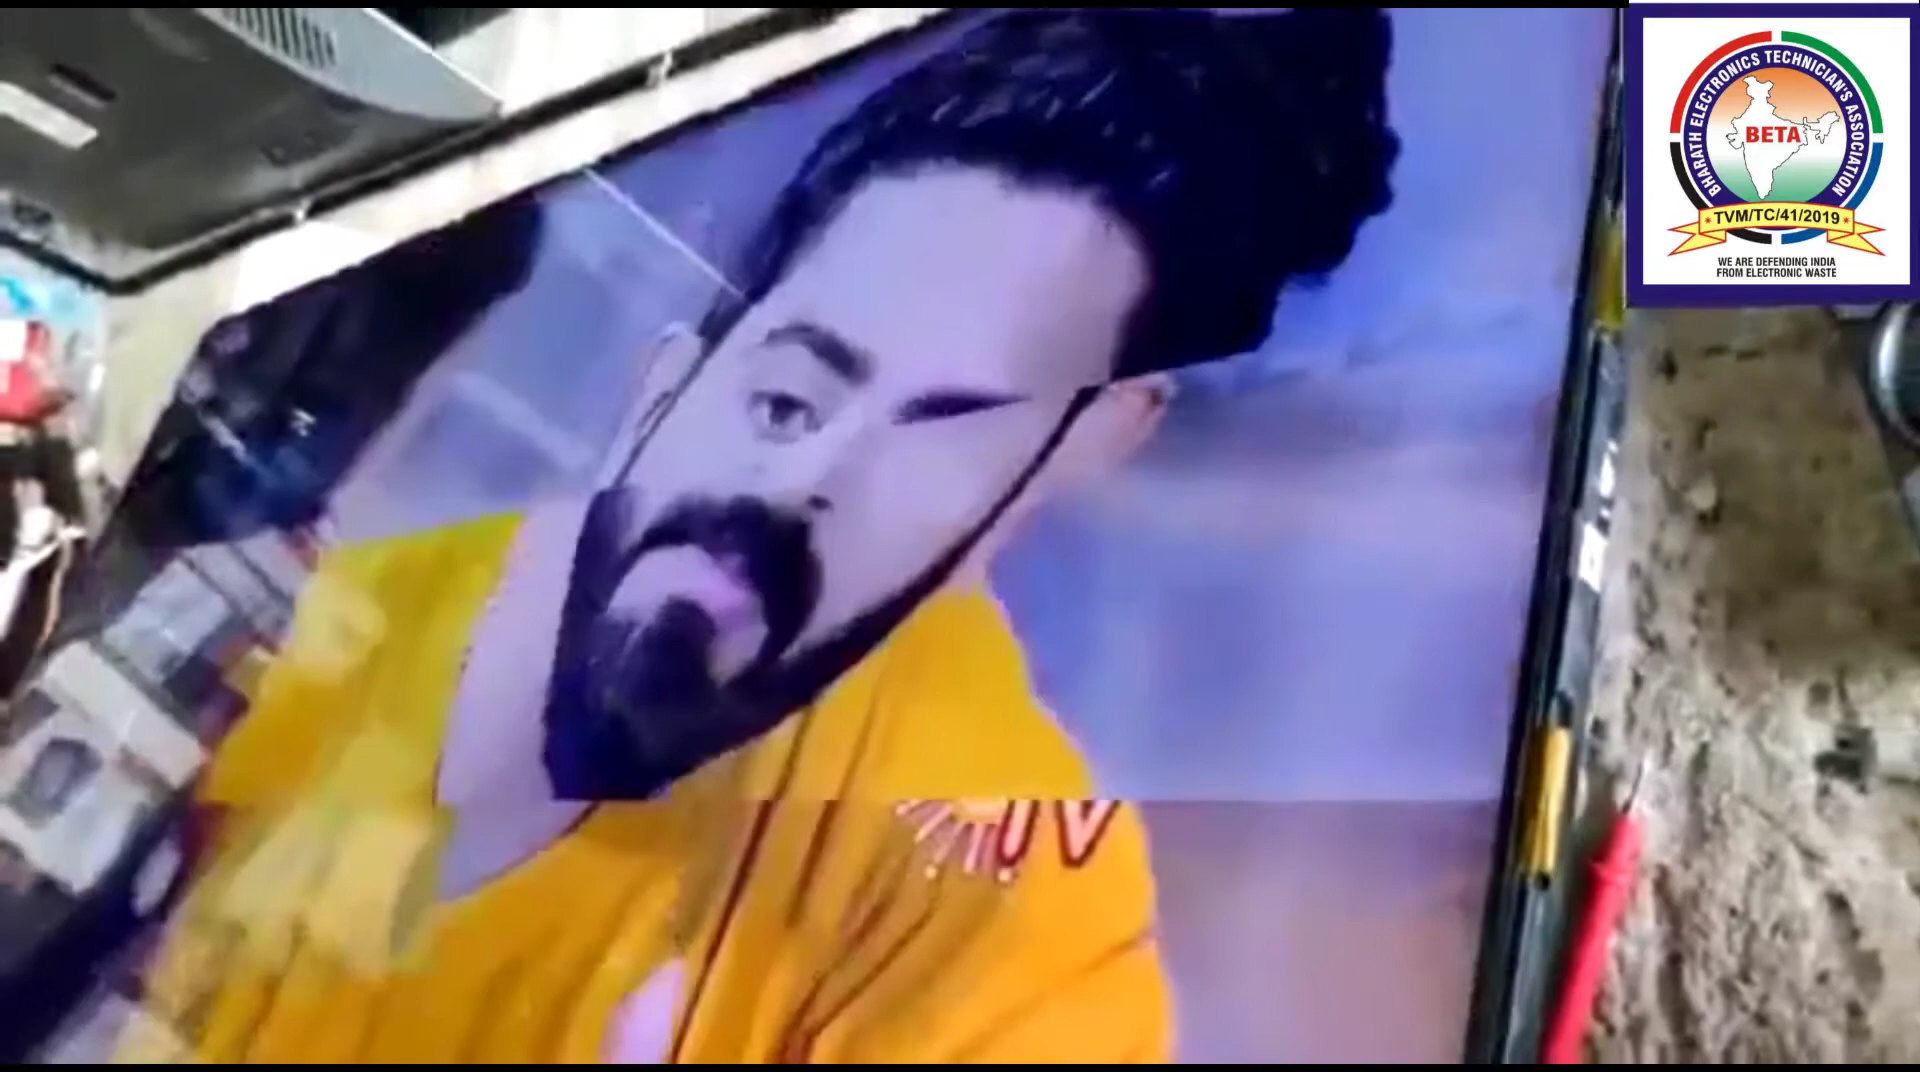 BHARATH ELECTRONICS TECHNICIAN'S ASSOCIATION
BETA
TVM/TC/41/2019
WE ARE DEFENDING INDIA
FROM ELECTRONIC WASTE